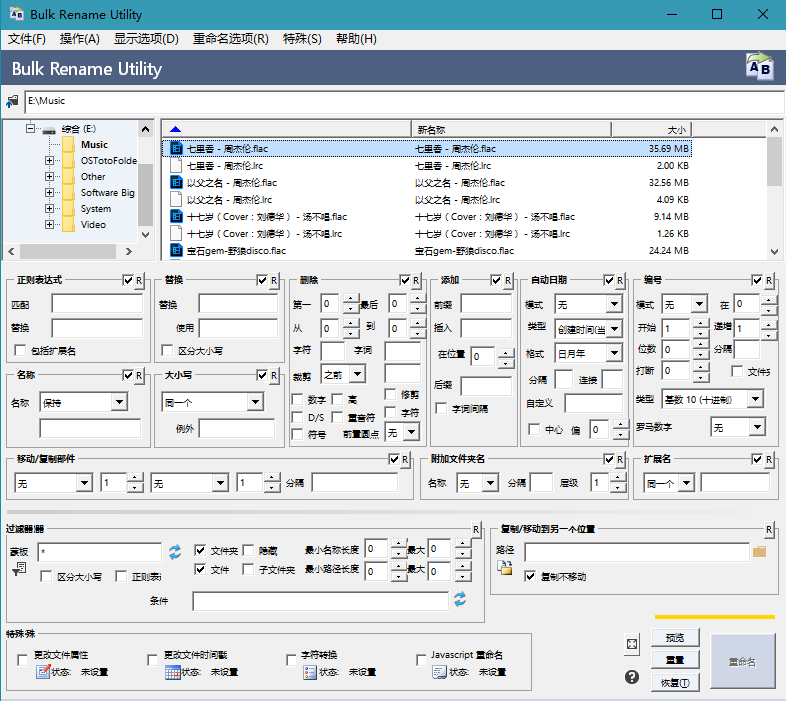 Bulk Rename Utility
文件(F) 操作(A) 显示选项(D) 重命名选项(R) 特殊(S) 帮助(H)
Bulk Rename Utility
E:\Music
综合 (E:)
Music
OSTotoFolde
Other
Software Big
System
Video
新名称 大小
七里香 - 周杰伦.flac 七里香 - 周杰伦.flac 35.69 MB
七里香 - 周杰伦.lrc 七里香 - 周杰伦.lrc 2.00 KB
以父之名 - 周杰伦.flac 以父之名 - 周杰伦.flac 32.56 MB
以父之名 - 周杰伦.lrc 以父之名 - 周杰伦.lrc 4.09 KB
十七岁（Cover：刘德华） - 汤不唱.flac 十七岁（Cover：刘德华） - 汤不唱.flac 9.14 MB
十七岁（Cover：刘德华） - 汤不唱.lrc 十七岁（Cover：刘德华） - 汤不唱.lrc 1.26 KB
宝石gem-野狼disco.flac 宝石gem-野狼disco.flac 24.24 MB
正则表达式 R
匹配
替换
包括扩展名
替换 R
替换
使用
区分大小写
删除 R
第一 0 最后 0
从 0 到 0
字符 字词
裁剪 之前
数字 高 修剪
D/S 重音符 字符
符号 前置圆点 无
添加 R
前缀
插入
在位置 0
后缀
字词间隔
自动日期 R
模式 无
类型 创建时间(当
格式 日月年
分隔 连接
自定义
中心 偏 0
编号 R
模式 无 在 0
开始 1 递增 1
位数 0 分隔
打断 0 文件夹
类型 基数 10 (十进制)
罗马数字 无
名称 R
名称 保持
大小写 R
同一个
例外
移动/复制部件 R
无 1 无 1 分隔
附加文件夹名 R
名称 无 分隔 层级 1
扩展名 R
同一个
过滤器 R
蒙板 * 文件夹 隐藏 最小名称长度 0 最大 0
区分大小写 正则表 文件 子文件夹 最小路径长度 0 最大 0
条件
复制/移动到另一个位置 R
路径
复制不移动
特殊
更改文件属性
状态: 未设置
更改文件时间戳
状态: 未设置
字符转换
状态: 未设置
Javascript 重命名
状态: 未设置
预览
重置
恢复(T)
重命名